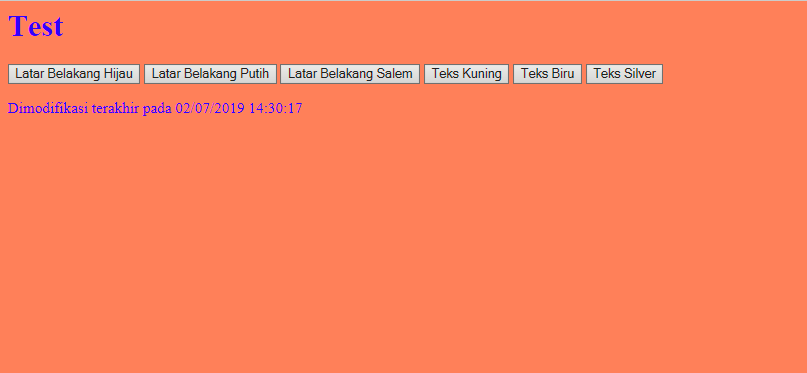 Test
Latar Belakang Hijau Latar Belakang Putih Latar Belakang Salem Teks Kuning Teks Biru Teks Silver
Dimodifikasi terakhir pada 02/07/2019 14:30:17